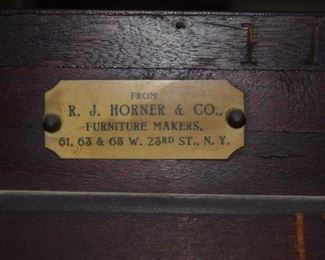 FROM
R. J. HORNER & CO.,
FURNITURE MAKERS,
61, 63 & 65 W. 23RD ST., N. Y.